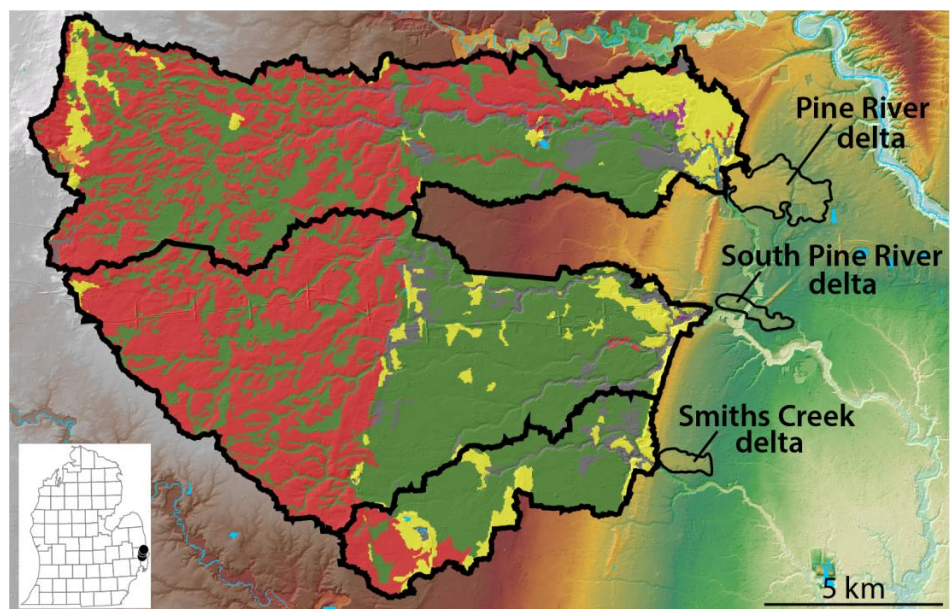 Pine River
delta
South Pine River
delta
Smiths Creek
delta
5 km